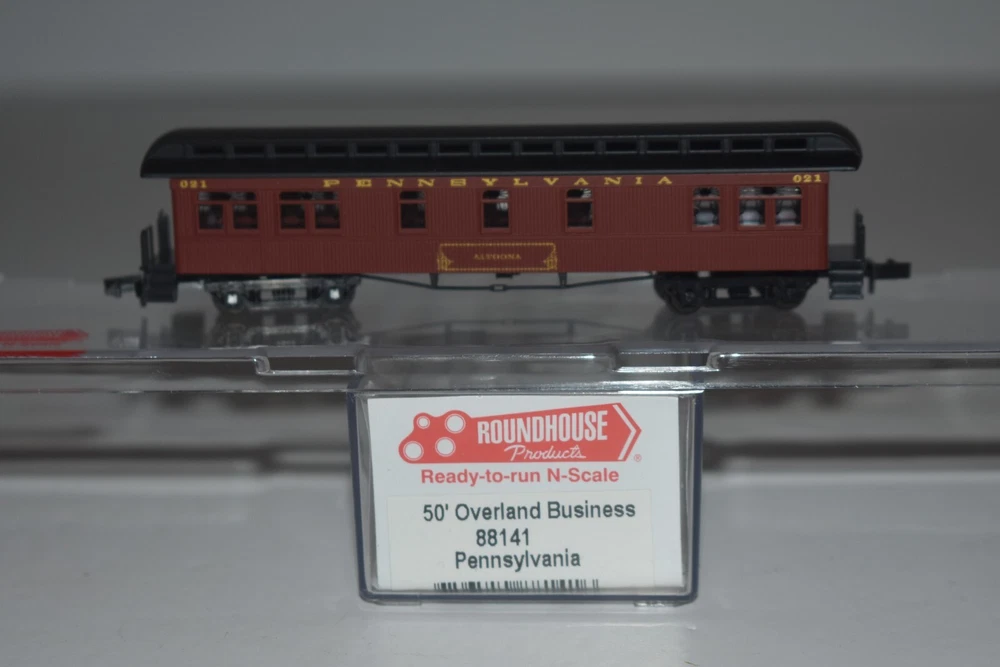 021 PENNSYLVANIA 021
ALTOONA
ROUNDHOUSE
Products ®
Ready-to-run N-Scale
50' Overland Business
88141
Pennsylvania